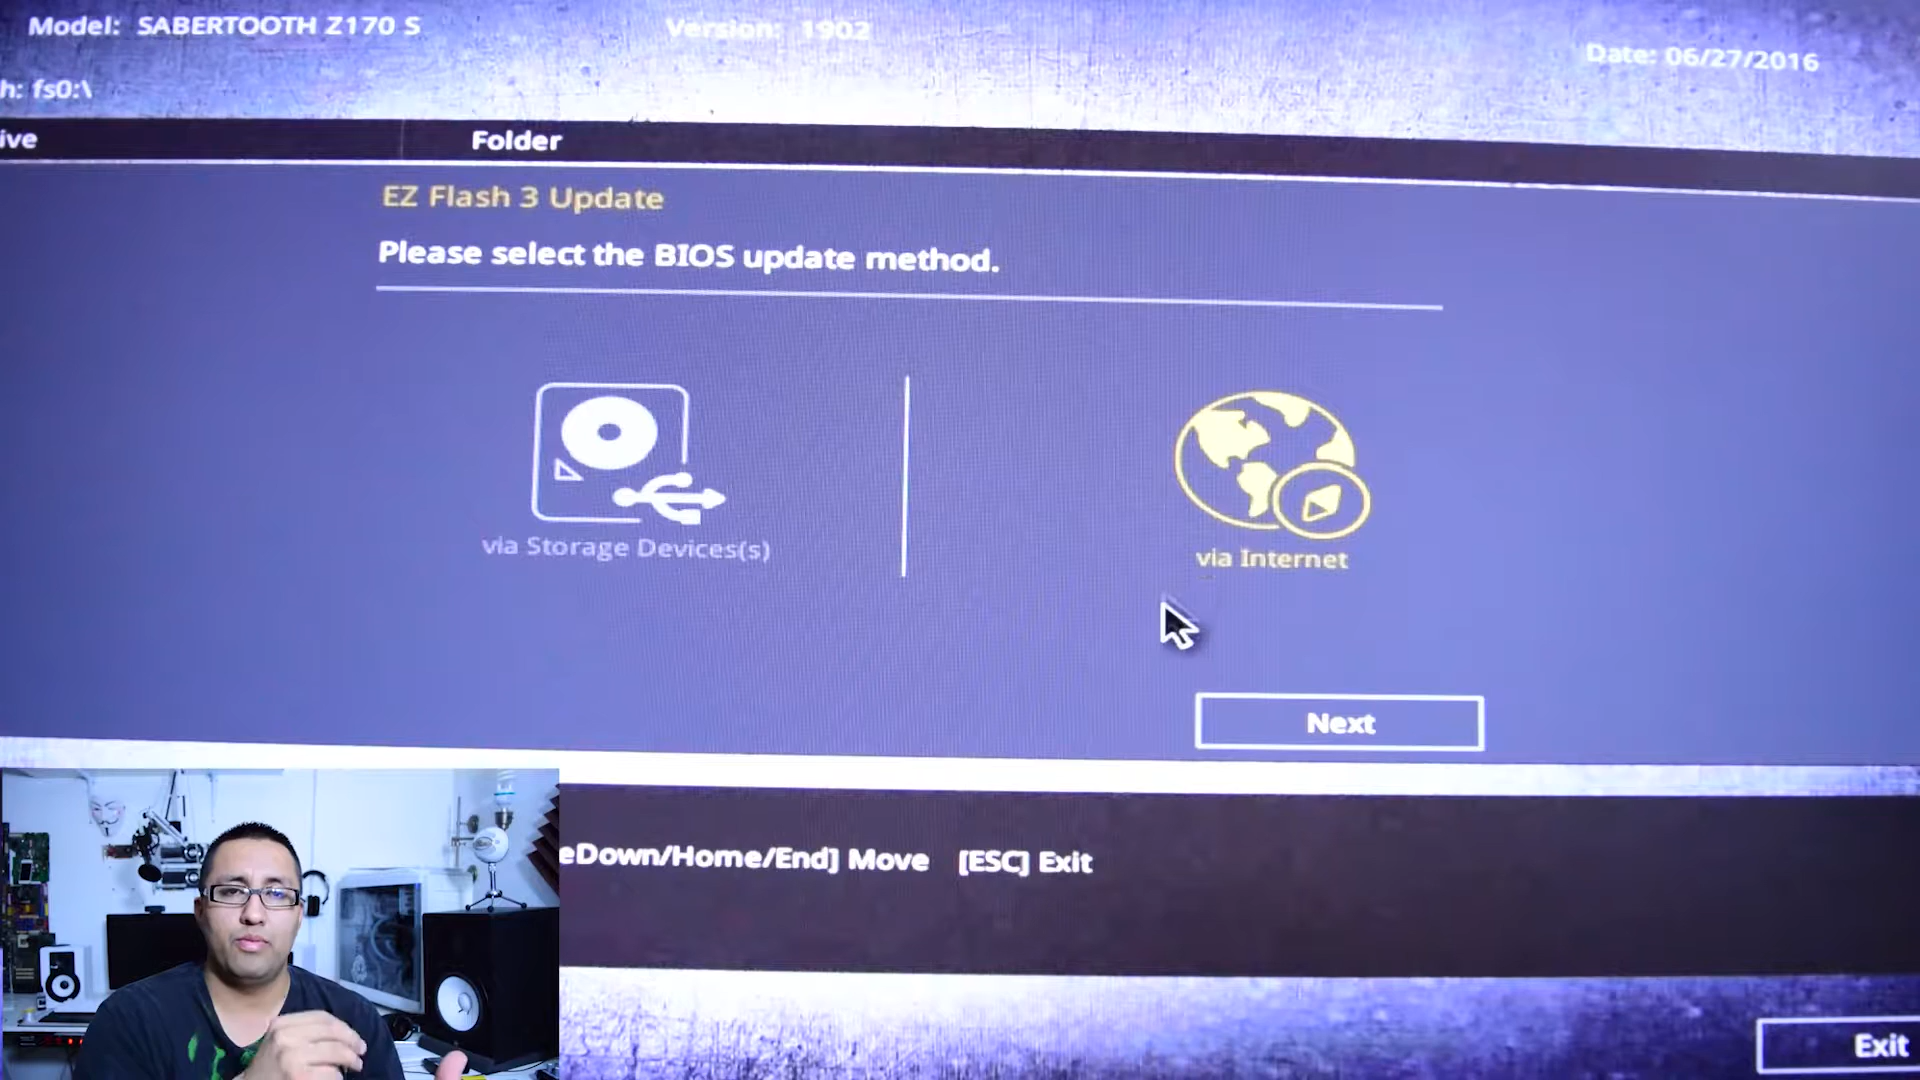 Model: SABERTOOTH Z170 S
Version: 1902
Date: 06/27/2016
h: fs0:\
ive
Folder
EZ Flash 3 Update
Please select the BIOS update method.
via Storage Devices(s)
via Internet
Next
eDown/Home/End] Move [ESC] Exit
Exit